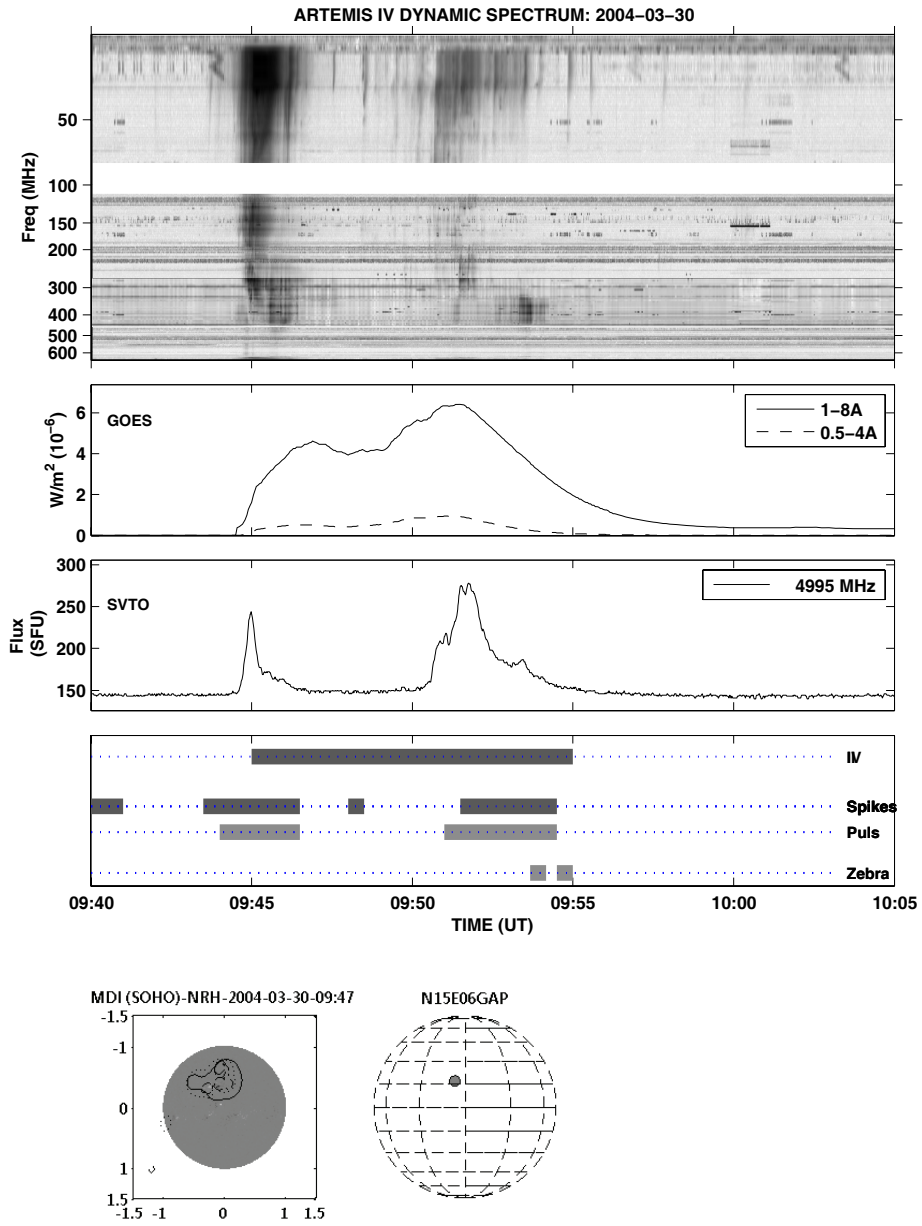 ARTEMIS IV DYNAMIC SPECTRUM: 2004−03−30
Freq (MHz)
50
100
150
200
300
400
500
600
GOES
W/m² (10⁻⁶)
6
4
2
0
1−8A
0.5−4A
SVTO
Flux
(SFU)
300
250
200
150
4995 MHz
IV
Spikes
Puls
Zebra
09:40 09:45 09:50 09:55 10:00 10:05
TIME (UT)
MDI (SOHO)-NRH-2004-03-30-09:47
-1.5
-1
0
1
1.5
-1.5 -1 0 1 1.5
N15E06GAP